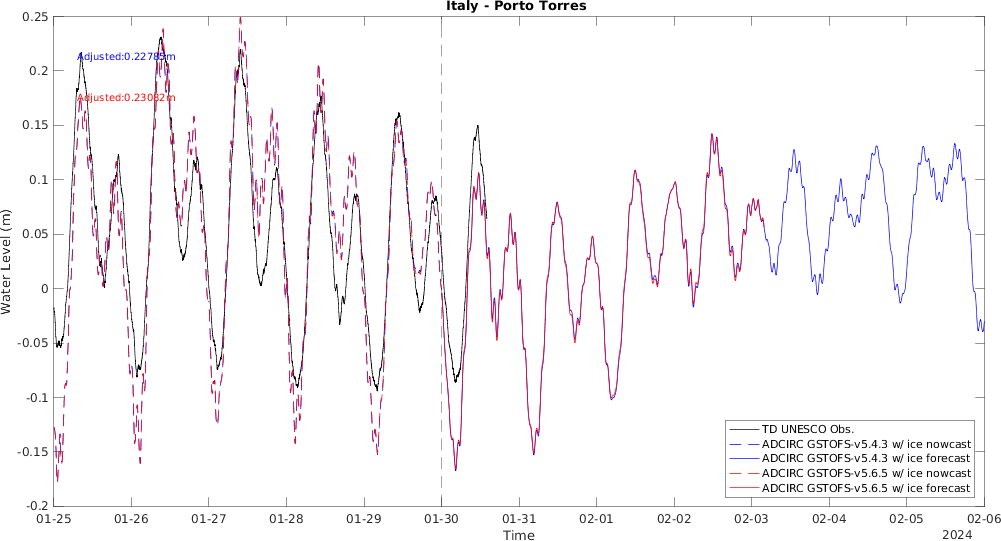 Italy - Porto Torres
0.25
0.2
0.15
0.1
0.05
0
-0.05
-0.1
-0.15
-0.2
Water Level (m)
Adjusted:0.22785m
Adjusted:0.23082m
TD UNESCO Obs.
ADCIRC GSTOFS-v5.4.3 w/ ice nowcast
ADCIRC GSTOFS-v5.4.3 w/ ice forecast
ADCIRC GSTOFS-v5.6.5 w/ ice nowcast
ADCIRC GSTOFS-v5.6.5 w/ ice forecast
01-25 01-26 01-27 01-28 01-29 01-30 01-31 02-01 02-02 02-03 02-04 02-05 02-06
Time
2024